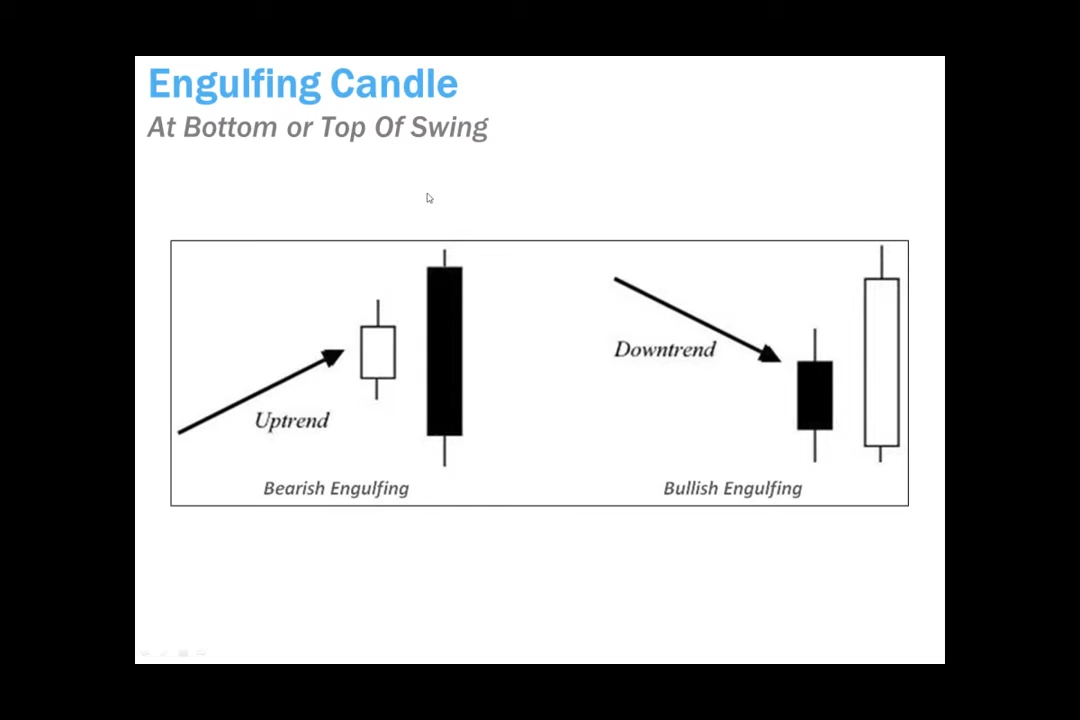 Engulfing Candle
At Bottom or Top Of Swing
Downtrend
Uptrend
Bearish Engulfing
Bullish Engulfing